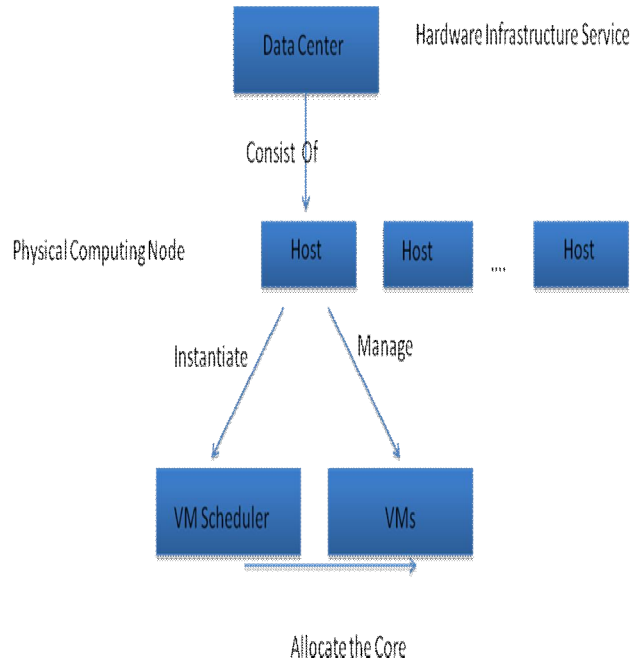 Data Center
Hardware Infrastructure Service
Consist Of
Physical Computing Node
Host
Host
....
Host
Instantiate
Manage
VM Scheduler
VMs
Allocate the Core